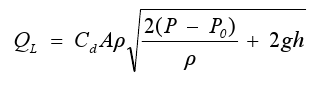 Q_L = C_d Aρ √(2(P − P_0)/ρ + 2gh)